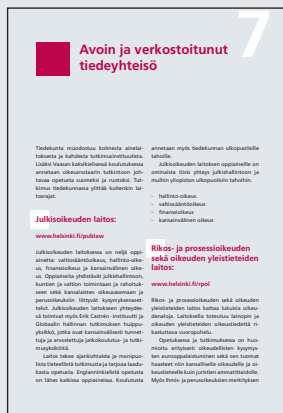 7
Avoin ja verkostoitunut
tiedeyhteisö
Tiedekunta muodostuu kolmesta ainelai-
toksesta ja kahdesta tutkimusinstituutista.
Lisäksi Vaasan kaksikielisessä koulutuksessa
annetaan oikeusnotaarin tutkintoon joh-
tavaa opetusta suomeksi ja ruotsiksi. Tut-
kimus tiedekunnassa ylittää kuitenkin lai-
tosrajat.
Julkisoikeuden laitos:
www.helsinki.fi/publaw
Julkisoikeuden laitoksessa on neljä oppi-
ainetta: valtiosääntöoikeus, hallinto-oike-
us, finanssioikeus ja kansainvälinen oike-
us. Oppiaineita yhdistävät julkishallintoon,
kuntien ja valtion toimintaan ja rahoituk-
seen sekä kansalaisten oikeusasemaan ja
perusoikeuksiin liittyvät kysymyksenaset-
telut. Julkisoikeuden laitoksen yhteydes-
sä toimivat myös Erik Castrén -instituutti ja
Globaalin hallinnan tutkimuksen huippu-
yksikkö, jotka ovat kansainvälisesti tunnet-
tuja ja arvostettuja jatkokoulutus- ja tutki-
musyksiköitä.
Laitos tekee ajankohtaista ja monipuo-
lista tieteellistä tutkimusta ja tarjoaa laadu-
kasta opetusta. Englanninkielistä opetusta
on lähes kaikissa oppiaineissa. Koulutusta
annetaan myös tiedekunnan ulkopuolisille
tahoille.
Julkisoikeuden laitoksen oppiaineille on
ominaista tiivis yhteys julkishallintoon ja
muihin yliopiston ulkopuolisiin tahoihin.
- hallinto-oikeus
- valtiosääntöoikeus
- finanssioikeus
- kansainvälinen oikeus
Rikos- ja prosessioikeuden
sekä oikeuden yleistieteiden
laitos:
www.helsinki.fi/rpol
Rikos- ja prosessioikeuden sekä oikeuden
yleistieteiden laitos kattaa lukuisia oikeu-
denaloja. Laitoksella toteutuu lainopin ja
oikeuden yleistieteiden oikeustiedettä ri-
kastuttava vuoropuhelu.
Opetuksessa ja tutkimuksessa on huo-
mioitu erityisesti oikeudellisten kysymys-
ten eurooppalaistuminen sekä sen tuomat
haasteet niin kansalliselle oikeudelle ja oi-
keustieteelle kuin juristien ammattitaidolle.
Myös ihmis- ja perusoikeuksien merkityksen